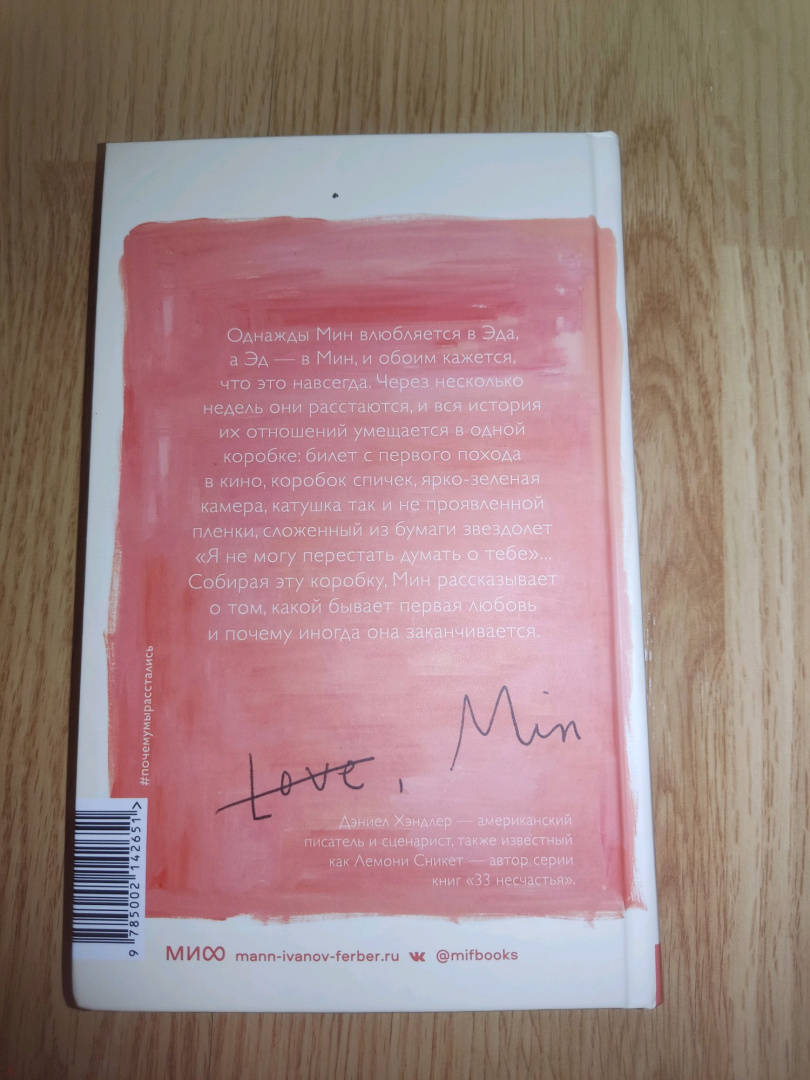 Однажды Мин влюбляется в Эда,
а Эд — в Мин, и обоим кажется,
что это навсегда. Через несколько
недель они расстаются, и вся история
их отношений умещается в одной
коробке: билет с первого похода
в кино, коробок спичек, ярко-зеленая
камера, катушка так и не проявленной
пленки, сложенный из бумаги звездолет
«Я не могу перестать думать о тебе»...
Собирая эту коробку, Мин рассказывает
о том, какой бывает первая любовь
и почему иногда она заканчивается.
#почемумырасстались
Love, Min
Дэниел Хэндлер — американский
писатель и сценарист, также известный
как Лемони Сникет — автор серии
книг «33 несчастья».
9 785002 142651 >
МИФ mann-ivanov-ferber.ru @mifbooks